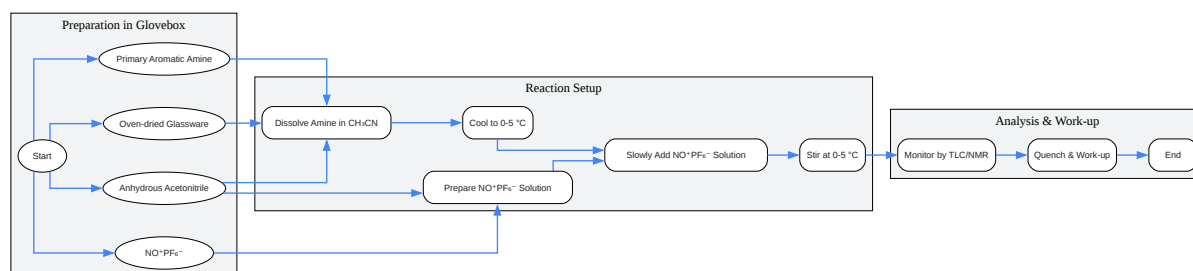 Preparation in Glovebox
Start
Primary Aromatic Amine
Oven-dried Glassware
Anhydrous Acetonitrile
NO⁺PF₆⁻
Reaction Setup
Dissolve Amine in CH₃CN
Cool to 0-5 °C
Prepare NO⁺PF₆⁻ Solution
Slowly Add NO⁺PF₆⁻ Solution
Stir at 0-5 °C
Analysis & Work-up
Monitor by TLC/NMR
Quench & Work-up
End